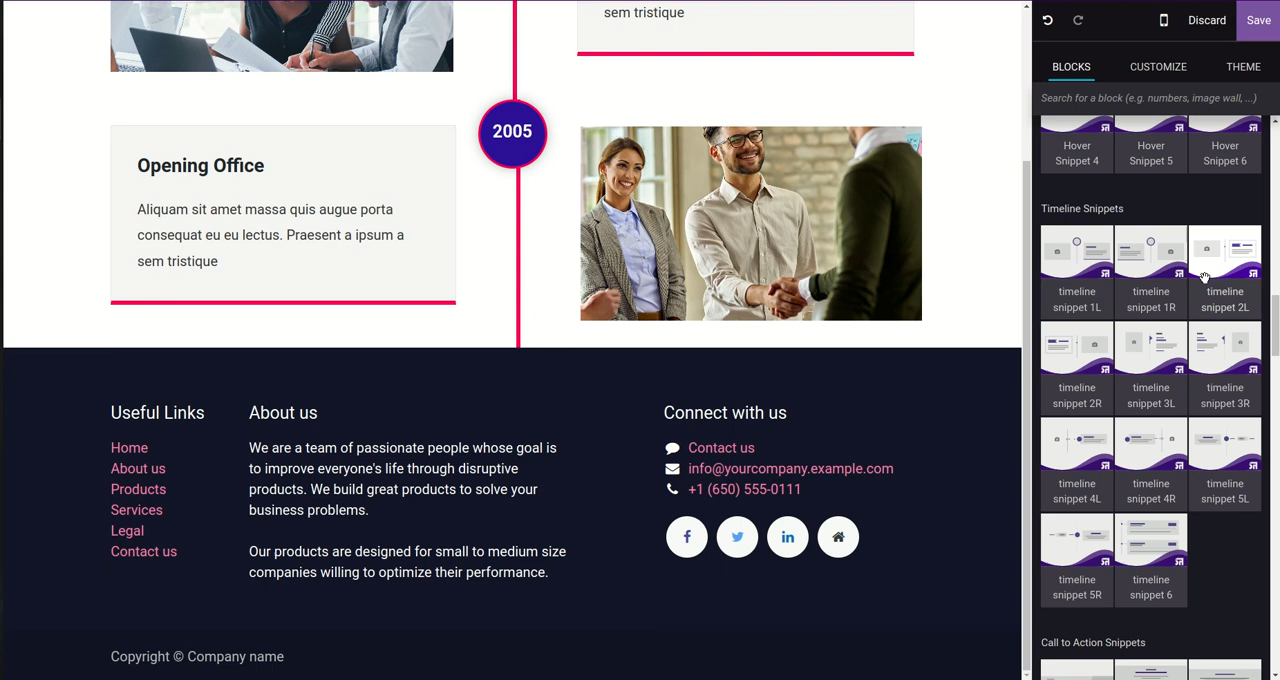 sem tristique
2005
Opening Office
Aliquam sit amet massa quis augue porta
consequat eu eu lectus. Praesent a ipsum a
sem tristique
Useful Links
Home
About us
Products
Services
Legal
Contact us
About us
We are a team of passionate people whose goal is
to improve everyone's life through disruptive
products. We build great products to solve your
business problems.
Our products are designed for small to medium size
companies willing to optimize their performance.
Connect with us
Contact us
info@yourcompany.example.com
+1 (650) 555-0111
Copyright © Company name
Discard
Save
BLOCKS
CUSTOMIZE
THEME
Search for a block (e.g. numbers, image wall, ...)
Hover
Snippet 4
Hover
Snippet 5
Hover
Snippet 6
Timeline Snippets
timeline
snippet 1L
timeline
snippet 1R
timeline
snippet 2L
timeline
snippet 2R
timeline
snippet 3L
timeline
snippet 3R
timeline
snippet 4L
timeline
snippet 4R
timeline
snippet 5L
timeline
snippet 5R
timeline
snippet 6
Call to Action Snippets